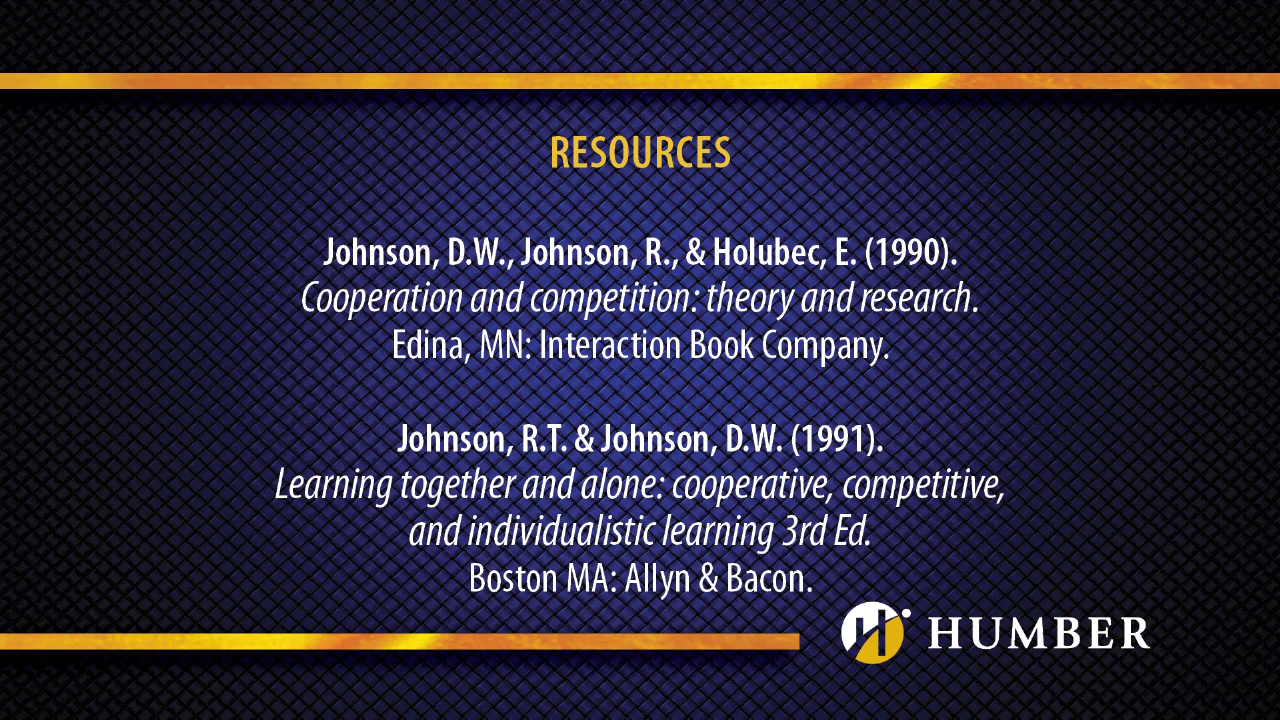 RESOURCES
Johnson, D.W., Johnson, R., & Holubec, E. (1990).
Cooperation and competition: theory and research.
Edina, MN: Interaction Book Company.
Johnson, R.T. & Johnson, D.W. (1991).
Learning together and alone: cooperative, competitive,
and individualistic learning 3rd Ed.
Boston MA: Allyn & Bacon.
H HUMBER